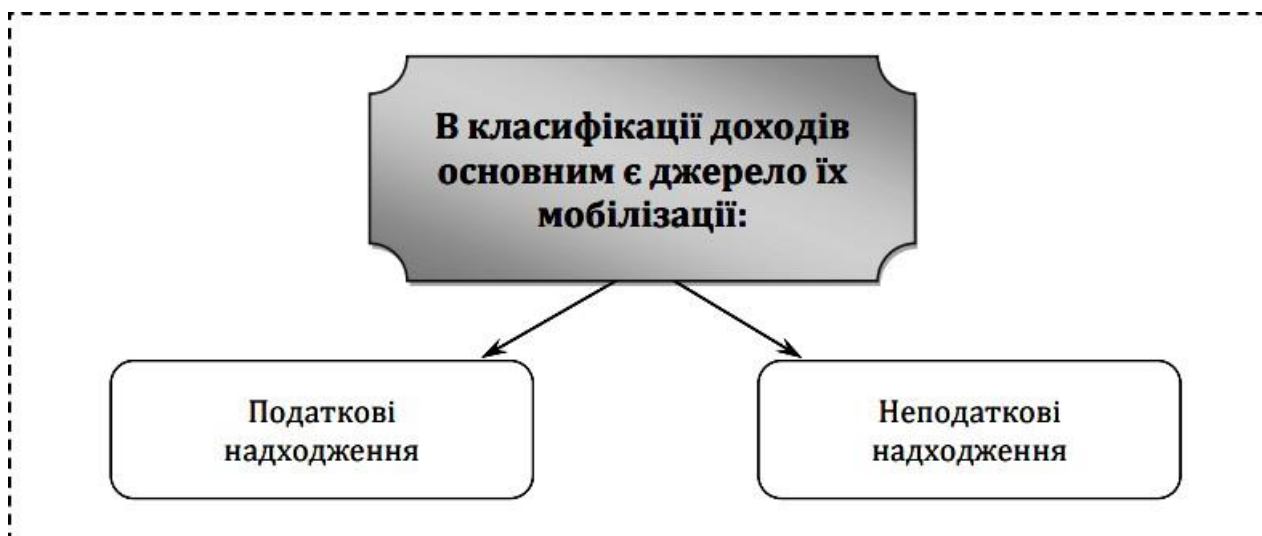 В класифікації доходів
основним є джерело їх
мобілізації:
Податкові
надходження
Неподаткові
надходження